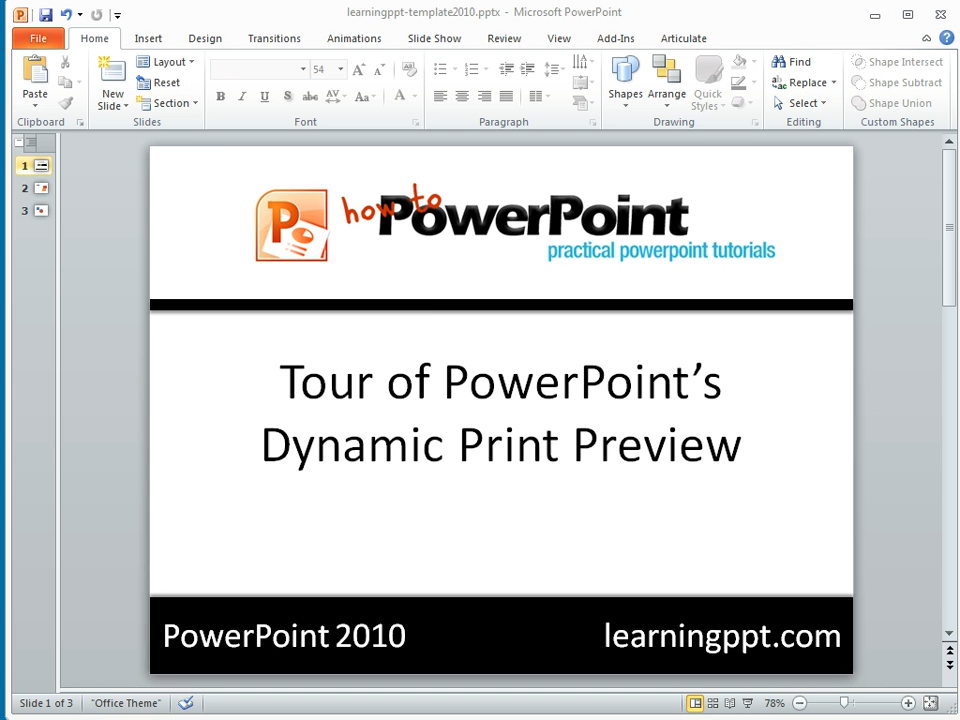 learningppt-template2010.pptx - Microsoft PowerPoint
File Home Insert Design Transitions Animations Slide Show Review View Add-Ins Articulate
Paste
Clipboard
New
Slide
Layout
Reset
Section
Slides
54
B I U S abc AV Aa A
Font
Paragraph
Shapes
Arrange
Quick
Styles
Drawing
Find
Replace
Select
Editing
Shape Intersect
Shape Subtract
Shape Union
Custom Shapes
1
2
3
P
how to
PowerPoint
practical powerpoint tutorials
Tour of PowerPoint’s
Dynamic Print Preview
PowerPoint 2010 learningppt.com
Slide 1 of 3 "Office Theme" 78%